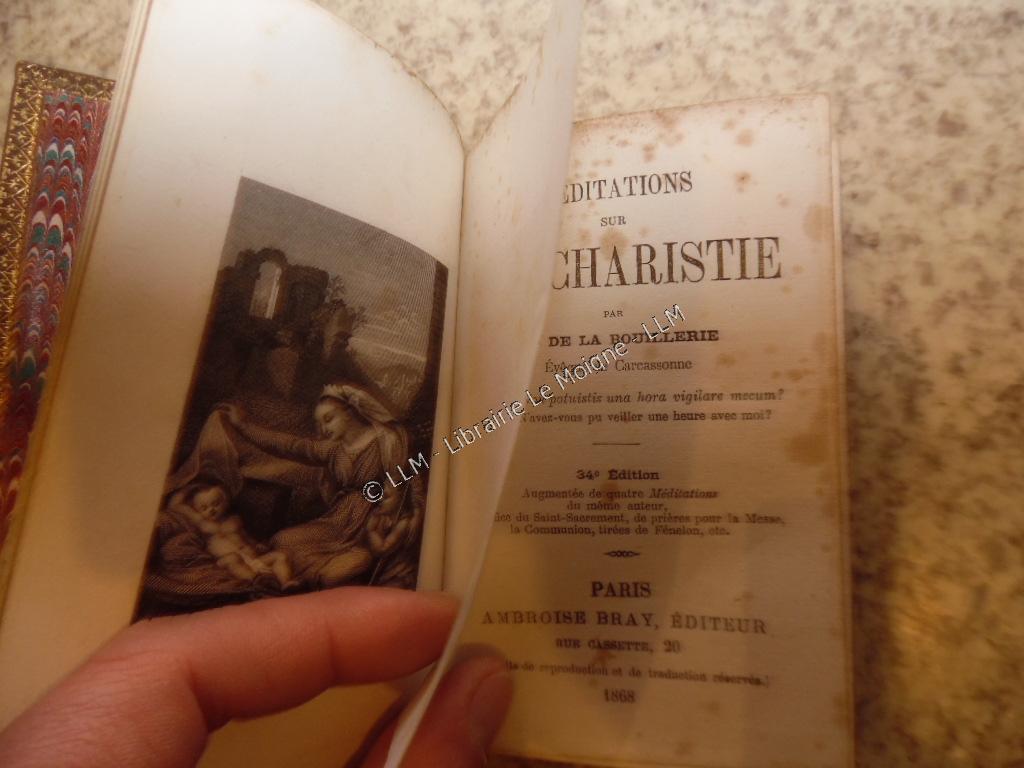 ÉDITATIONS
SUR
CHARISTIE
PAR
DE LA BOUILLERIE
Évêque de Carcassonne
potuistis una hora vigilare mecum?
N'avez-vous pu veiller une heure avec moi?
34e Édition
Augmentée de quatre Méditations
du même auteur,
ice du Saint-Sacrement, de prières pour la Messe,
la Communion, tirées de Fénelon, etc.
PARIS
AMBROISE BRAY, ÉDITEUR
RUE CASSETTE, 20
de reproduction et de traduction réservés.)
1868
© LLM - Librairie Le Moigne - LLM